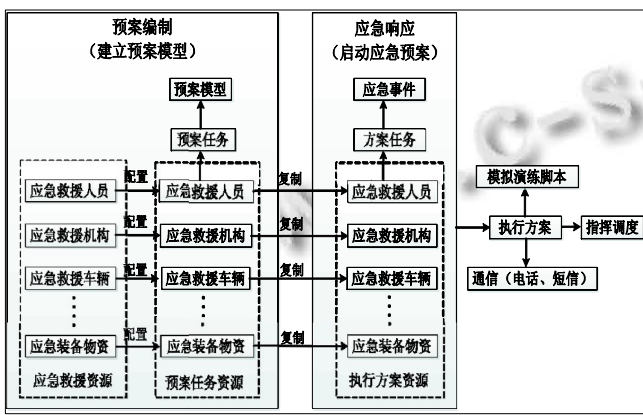 预案编制
(建立预案模型)
应急响应
(启动应急预案)
预案模型
应急事件
预案任务
方案任务
应急救援人员
配置
应急救援人员
复制
应急救援人员
应急救援机构
配置
应急救援机构
复制
应急救援机构
应急救援车辆
配置
应急救援车辆
复制
应急救援车辆
应急装备物资
配置
应急装备物资
复制
应急装备物资
应急救援资源
预案任务资源
执行方案资源
模拟演练脚本
执行方案
指挥调度
通信(电话、短信)
C-S